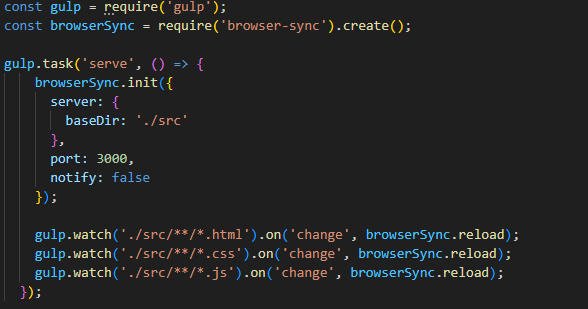 const gulp = require('gulp');
const browserSync = require('browser-sync').create();

gulp.task('serve', () => {
    browserSync.init({
      server: {
        baseDir: './src'
      },
      port: 3000,
      notify: false
    });

    gulp.watch('./src/**/*.html').on('change', browserSync.reload);
    gulp.watch('./src/**/*.css').on('change', browserSync.reload);
    gulp.watch('./src/**/*.js').on('change', browserSync.reload);
  });